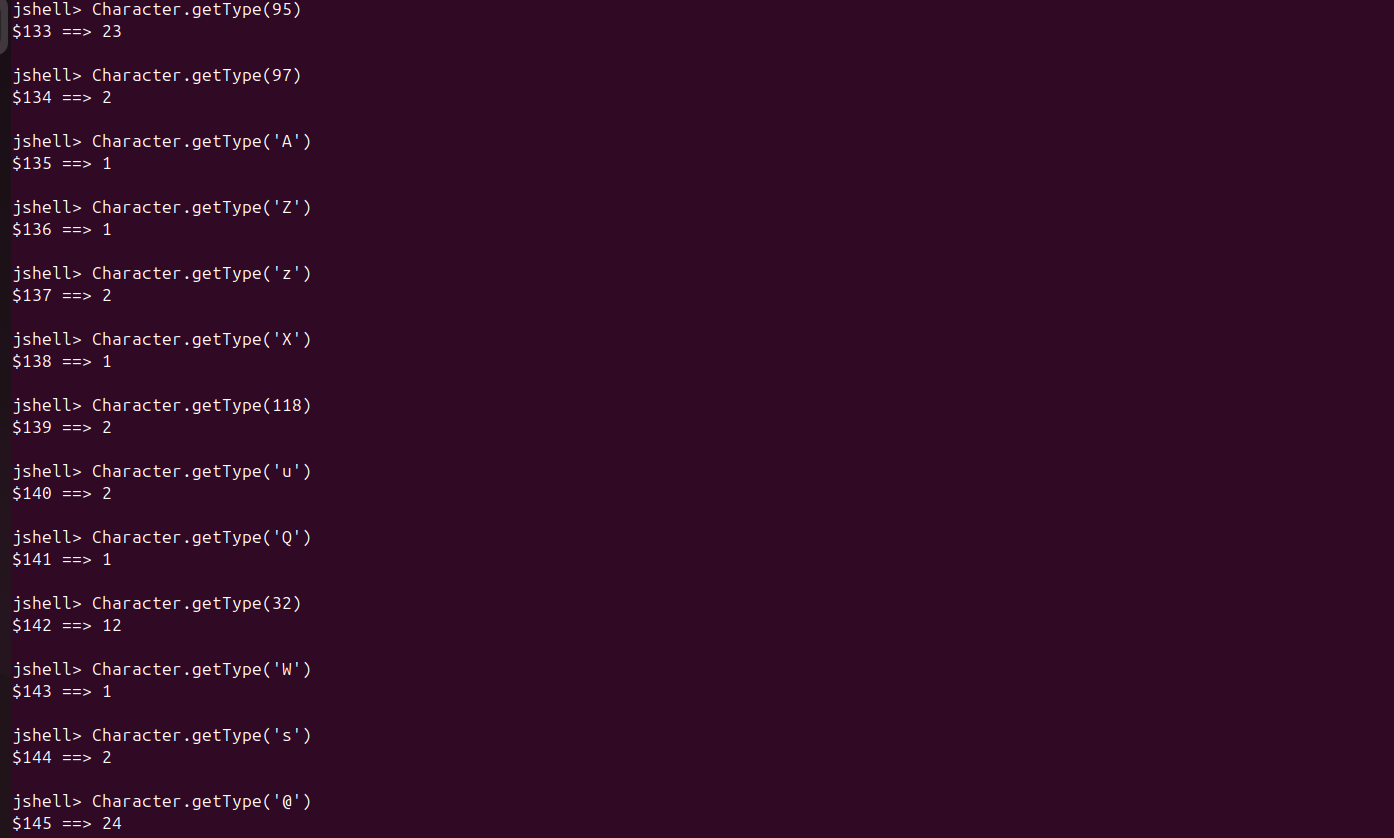 jshell> Character.getType(95)
$133 ==> 23
jshell> Character.getType(97)
$134 ==> 2
jshell> Character.getType('A')
$135 ==> 1
jshell> Character.getType('Z')
$136 ==> 1
jshell> Character.getType('z')
$137 ==> 2
jshell> Character.getType('X')
$138 ==> 1
jshell> Character.getType(118)
$139 ==> 2
jshell> Character.getType('u')
$140 ==> 2
jshell> Character.getType('Q')
$141 ==> 1
jshell> Character.getType(32)
$142 ==> 12
jshell> Character.getType('W')
$143 ==> 1
jshell> Character.getType('s')
$144 ==> 2
jshell> Character.getType('@')
$145 ==> 24